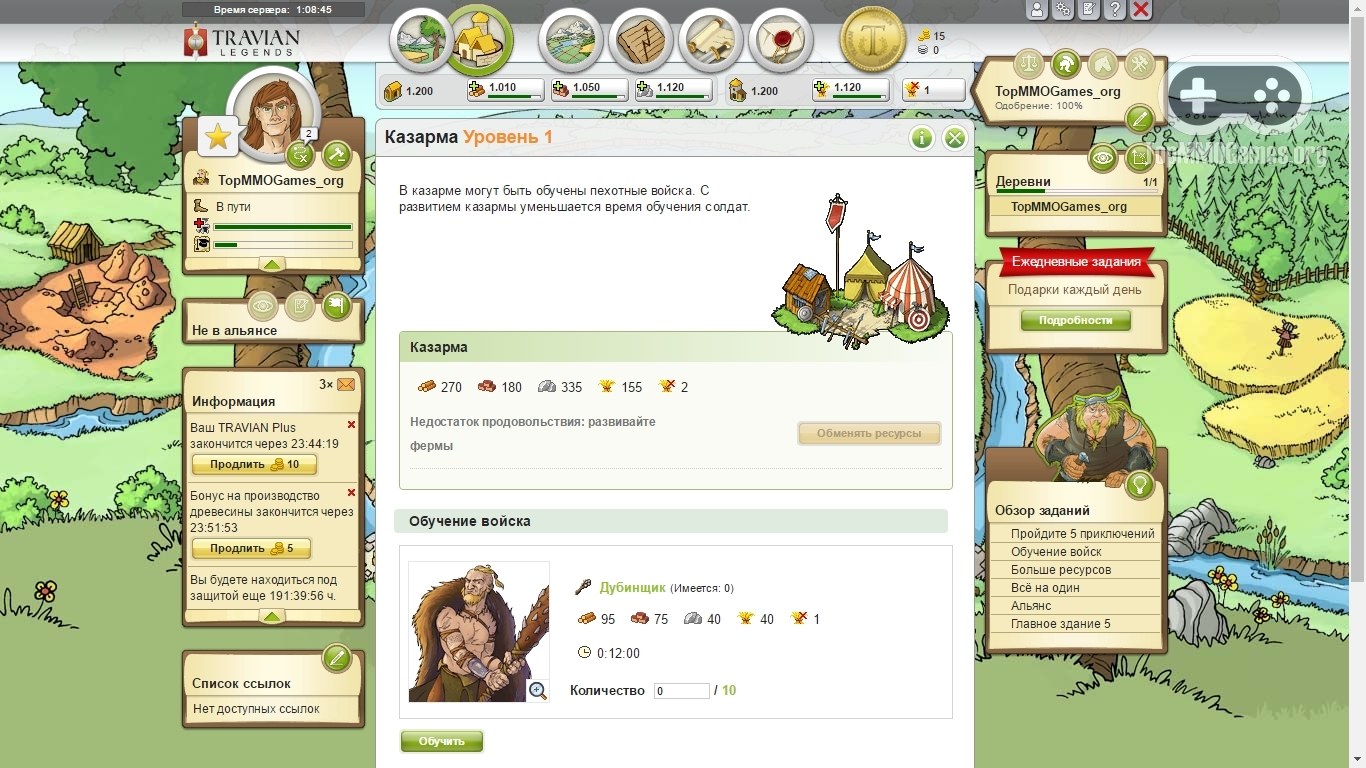 Время сервера: 1:08:45
TRAVIAN
LEGENDS
T
15
0
1.200
1.010
1.050
1.120
1.200
1.120
1
2
TopMMOGames_org
В пути
Не в альянсе
3×
Информация
Ваш TRAVIAN Plus
закончится через 23:44:19
Продлить 10
Бонус на производство
древесины закончится через
23:51:53
Продлить 5
Вы будете находиться под
защитой еще 191:39:56 ч.
Список ссылок
Нет доступных ссылок
Казарма Уровень 1
В казарме могут быть обучены пехотные войска. С
развитием казармы уменьшается время обучения солдат.
Казарма
270 180 335 155 2
Недостаток продовольствия: развивайте
фермы
Обменять ресурсы
Обучение войска
Дубинщик (Имеется: 0)
95 75 40 40 1
0:12:00
Количество 0 / 10
Обучить
TopMMOGames_org
Одобрение: 100%
TopMMOGames.org
Деревни 1/1
TopMMOGames_org
Ежедневные задания
Подарки каждый день
Подробности
Обзор заданий
Пройдите 5 приключений
Обучение войск
Больше ресурсов
Всё на один
Альянс
Главное здание 5